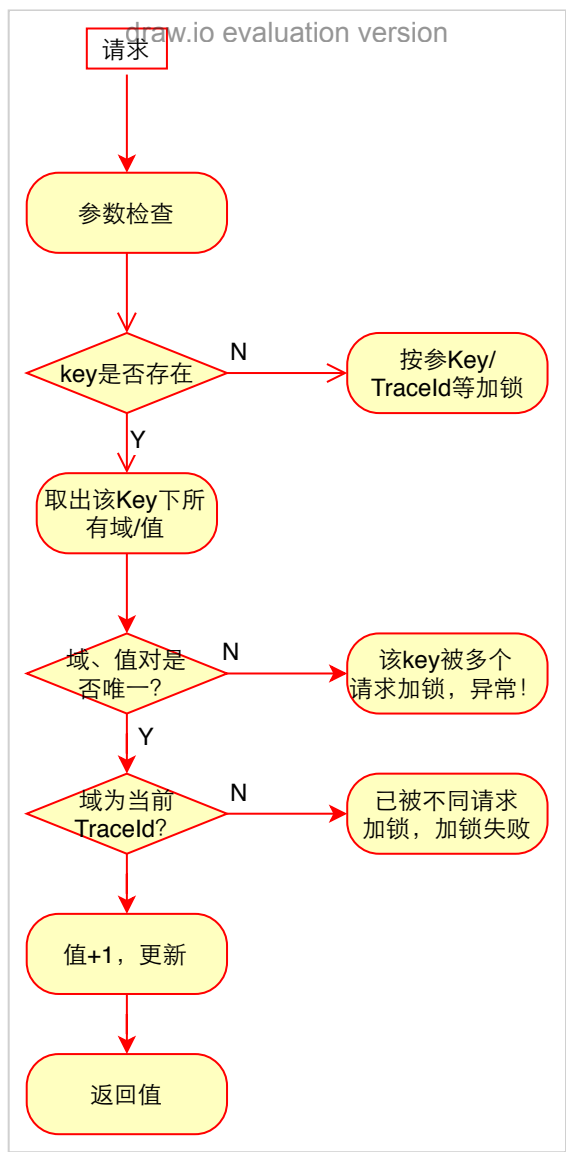 draw.io evaluation version
请求
参数检查
key是否存在
N
按参Key/
TraceId等加锁
Y
取出该Key下所
有域/值
域、值对是
否唯一?
N
该key被多个
请求加锁，异常！
Y
域为当前
TraceId?
N
已被不同请求
加锁，加锁失败
值+1，更新
返回值